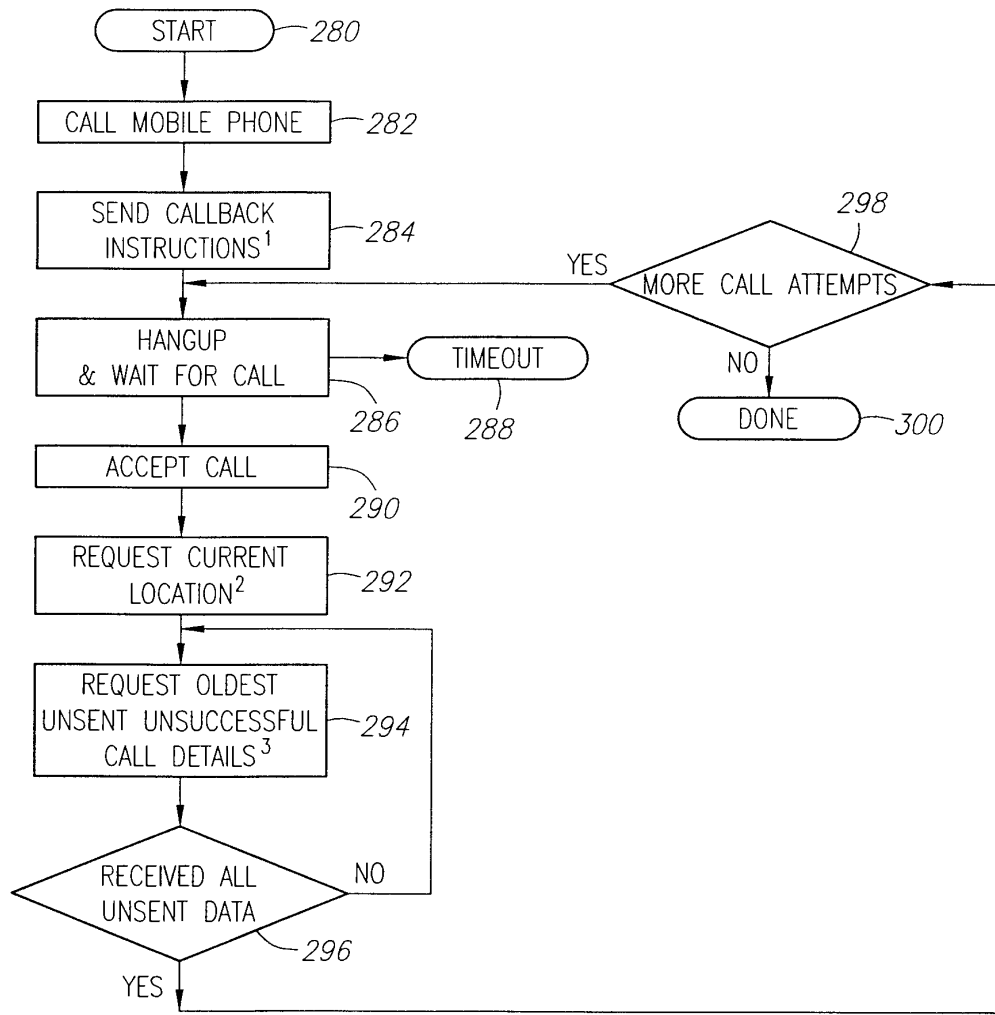 START
280
CALL MOBILE PHONE
282
SEND CALLBACK
INSTRUCTIONS¹
284
298
YES
MORE CALL ATTEMPTS
HANGUP
& WAIT FOR CALL
286
TIMEOUT
288
NO
DONE
300
ACCEPT CALL
290
REQUEST CURRENT
LOCATION²
292
REQUEST OLDEST
UNSENT UNSUCCESSFUL
CALL DETAILS³
294
RECEIVED ALL
UNSENT DATA
NO
296
YES